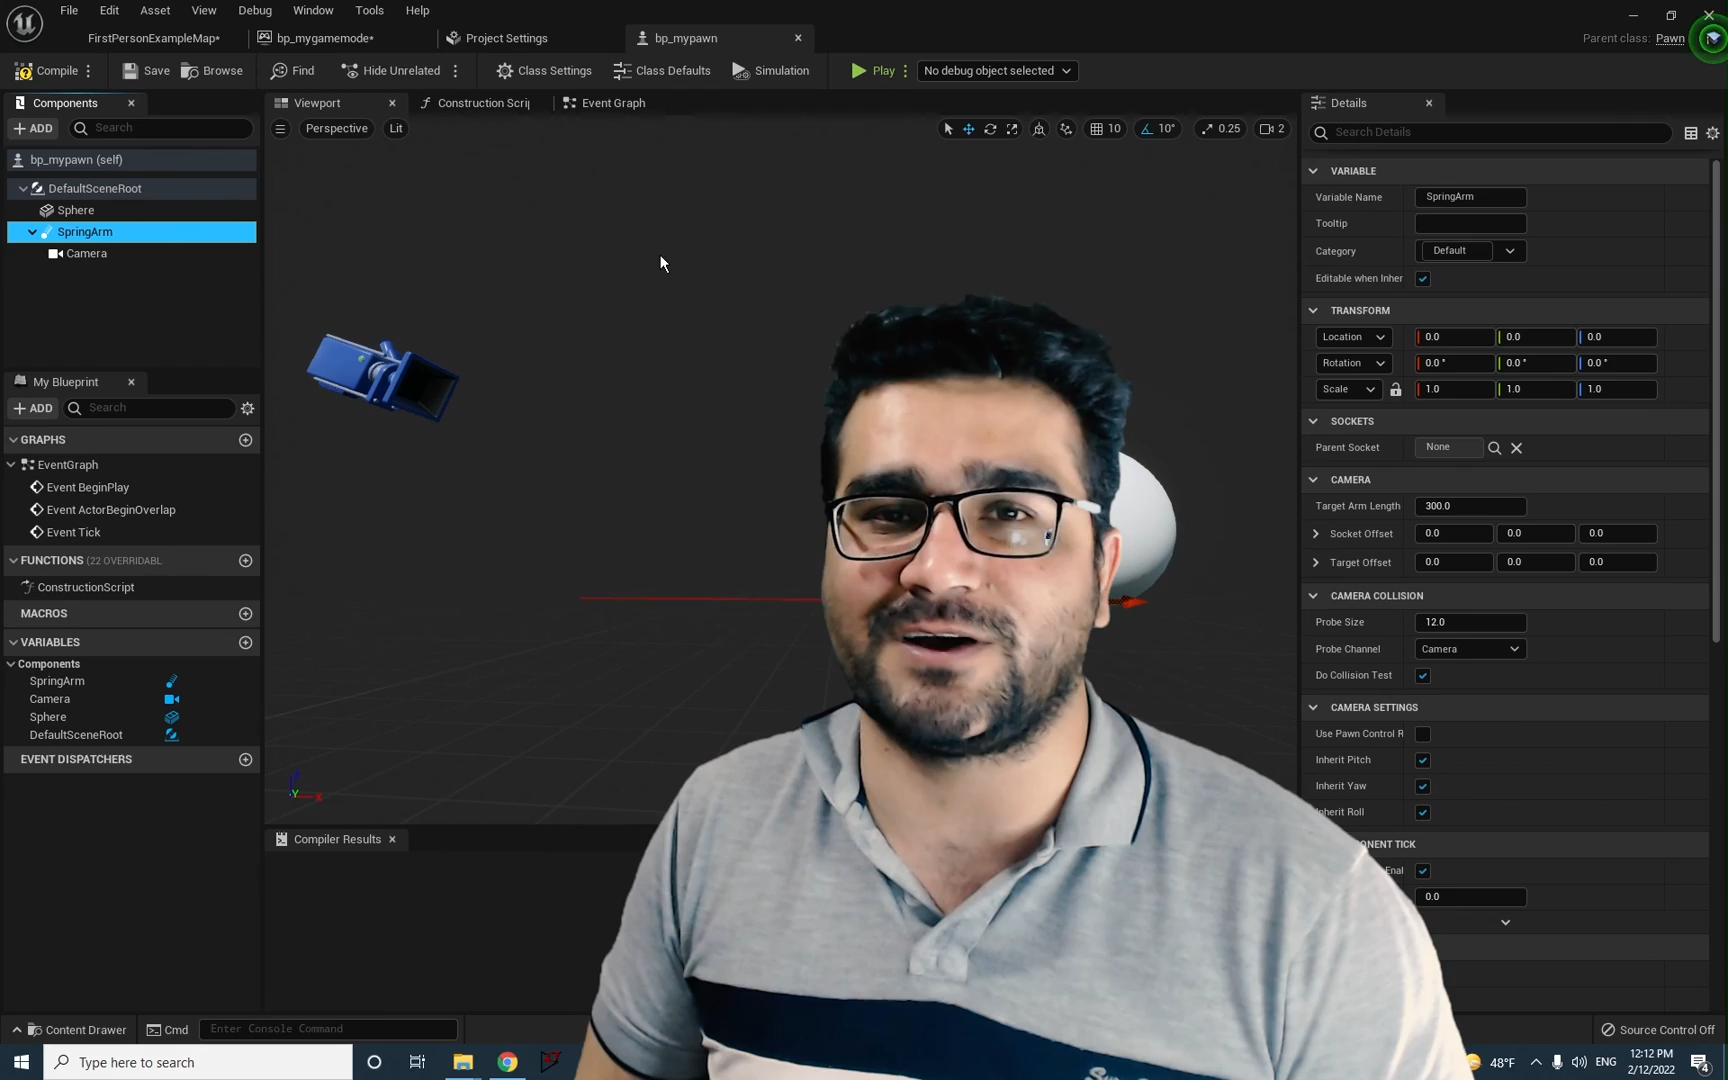 File Edit Asset View Debug Window Tools Help
FirstPersonExampleMap* bp_mygamemode* Project Settings bp_mypawn Parent class: Pawn
Compile Save Browse Find Hide Unrelated Class Settings Class Defaults Simulation Play No debug object selected
Components Viewport Construction Scrip Event Graph Details
ADD Search Perspective Lit 10 10° 0.25 2 Search Details
bp_mypawn (self)
DefaultSceneRoot
Sphere
SpringArm
Camera
VARIABLE
Variable Name SpringArm
Tooltip
Category Default
Editable when Inher
TRANSFORM
Location 0.0 0.0 0.0
Rotation 0.0 ° 0.0 ° 0.0 °
Scale 1.0 1.0 1.0
SOCKETS
Parent Socket None
CAMERA
Target Arm Length 300.0
Socket Offset 0.0 0.0 0.0
Target Offset 0.0 0.0 0.0
CAMERA COLLISION
Probe Size 12.0
Probe Channel Camera
Do Collision Test
CAMERA SETTINGS
Use Pawn Control R
Inherit Pitch
Inherit Yaw
Inherit Roll
ONENT TICK
Enal
0.0
My Blueprint
ADD Search
GRAPHS
EventGraph
Event BeginPlay
Event ActorBeginOverlap
Event Tick
FUNCTIONS (22 OVERRIDABL
ConstructionScript
MACROS
VARIABLES
Components
SpringArm
Camera
Sphere
DefaultSceneRoot
EVENT DISPATCHERS
Z
Y X
Compiler Results
Content Drawer Cmd Enter Console Command Source Control Off
Type here to search 48°F ENG 12:12 PM
2/12/2022 4